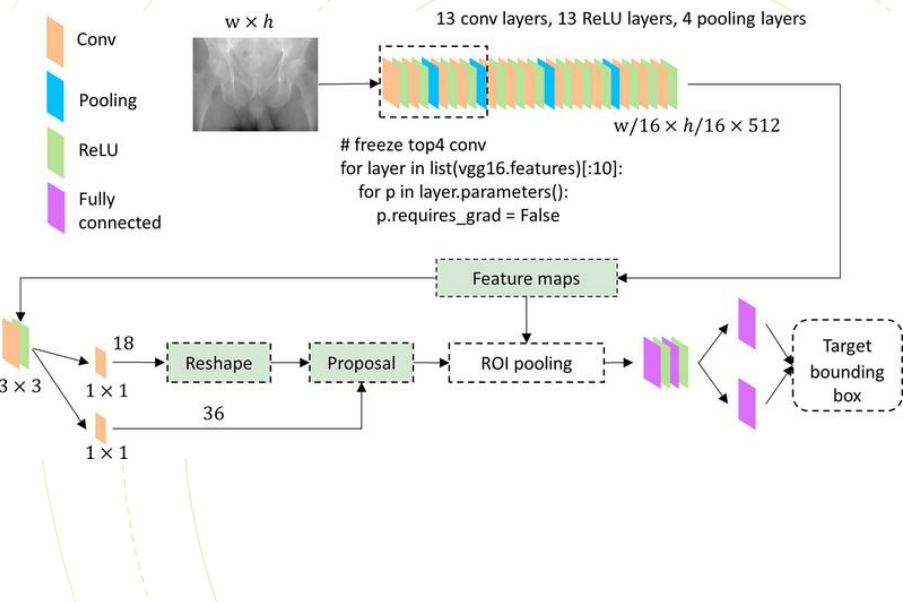 w × h
13 conv layers, 13 ReLU layers, 4 pooling layers
Conv
Pooling
ReLU
Fully
connected
w/16 × h/16 × 512
# freeze top4 conv
for layer in list(vgg16.features)[:10]:
for p in layer.parameters():
p.requires_grad = False
Feature maps
3 × 3
18
1 × 1
Reshape
Proposal
ROI pooling
36
1 × 1
Target
bounding
box